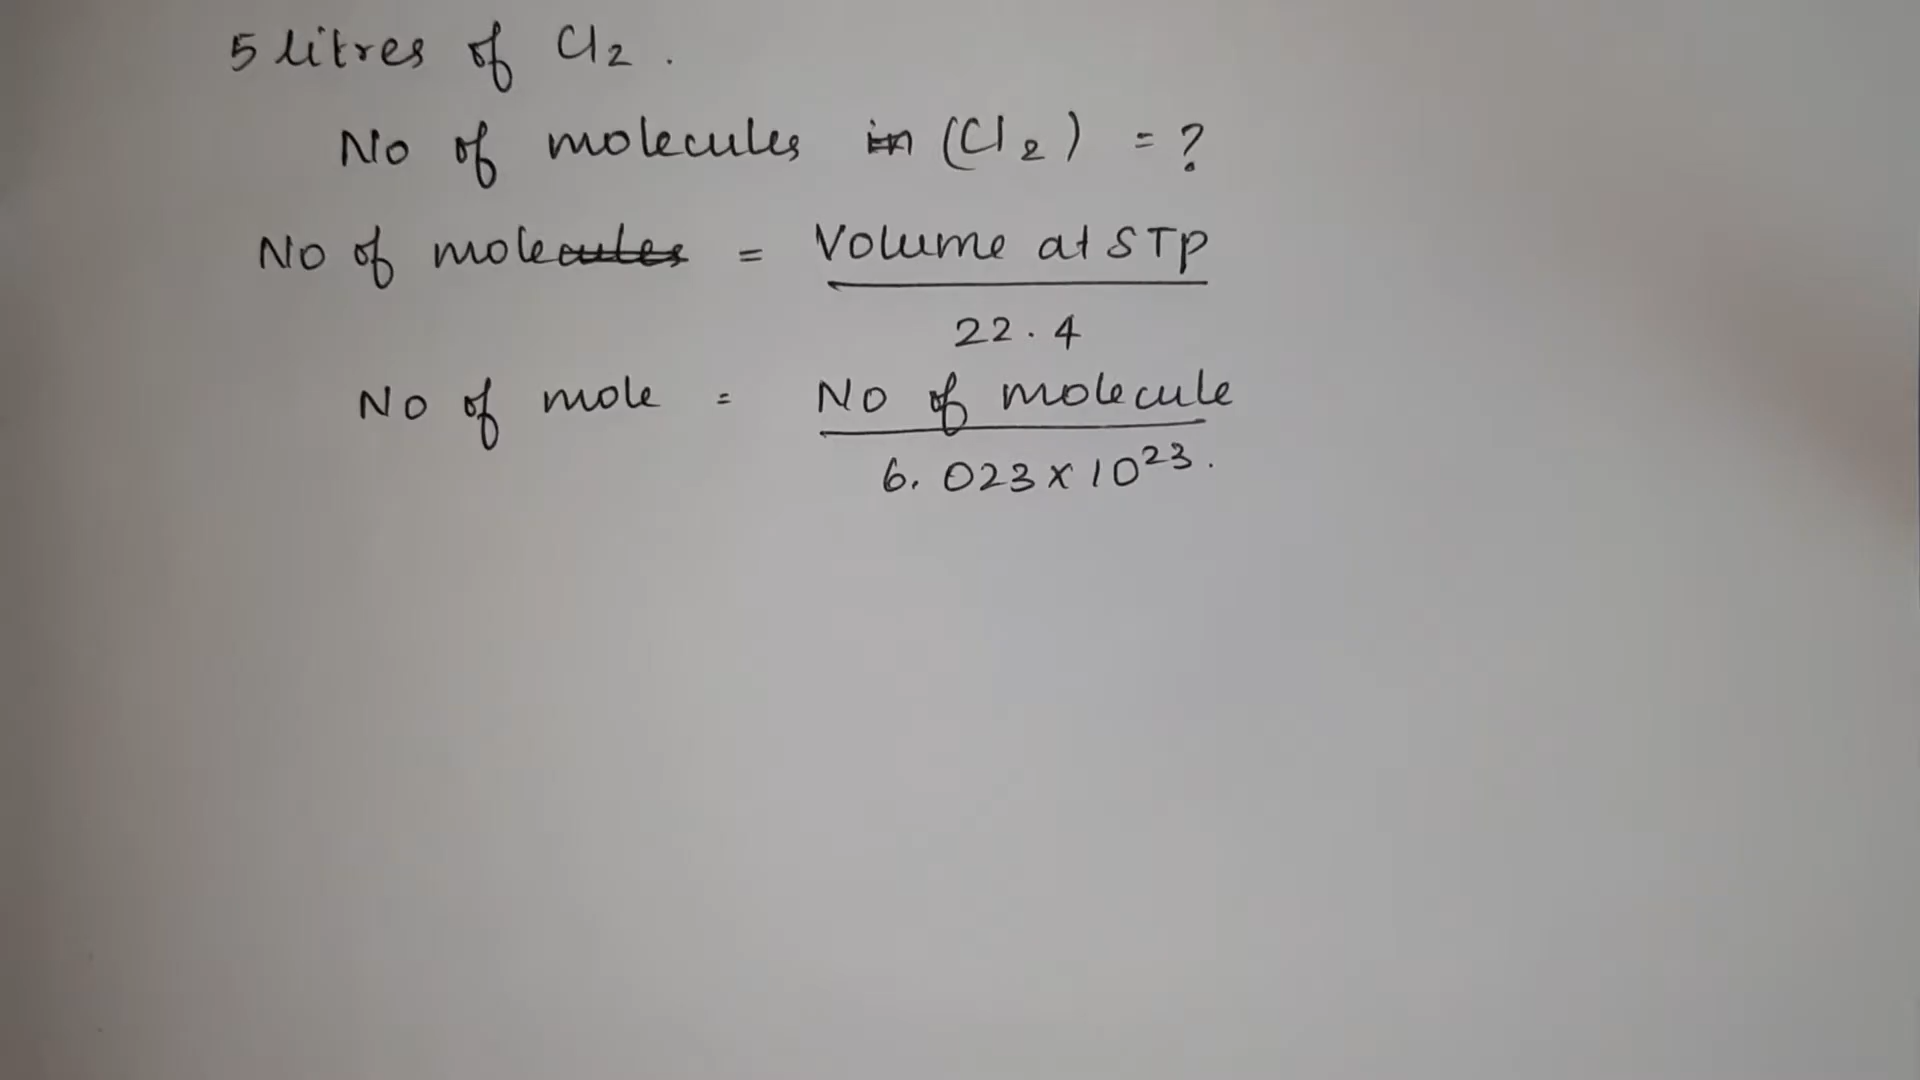 5 litres of Cl2 .
No of molecules in (Cl2) = ?
No of molecules = Volume at STP
22.4
No of mole = No of molecule
6.023 x 10^23.